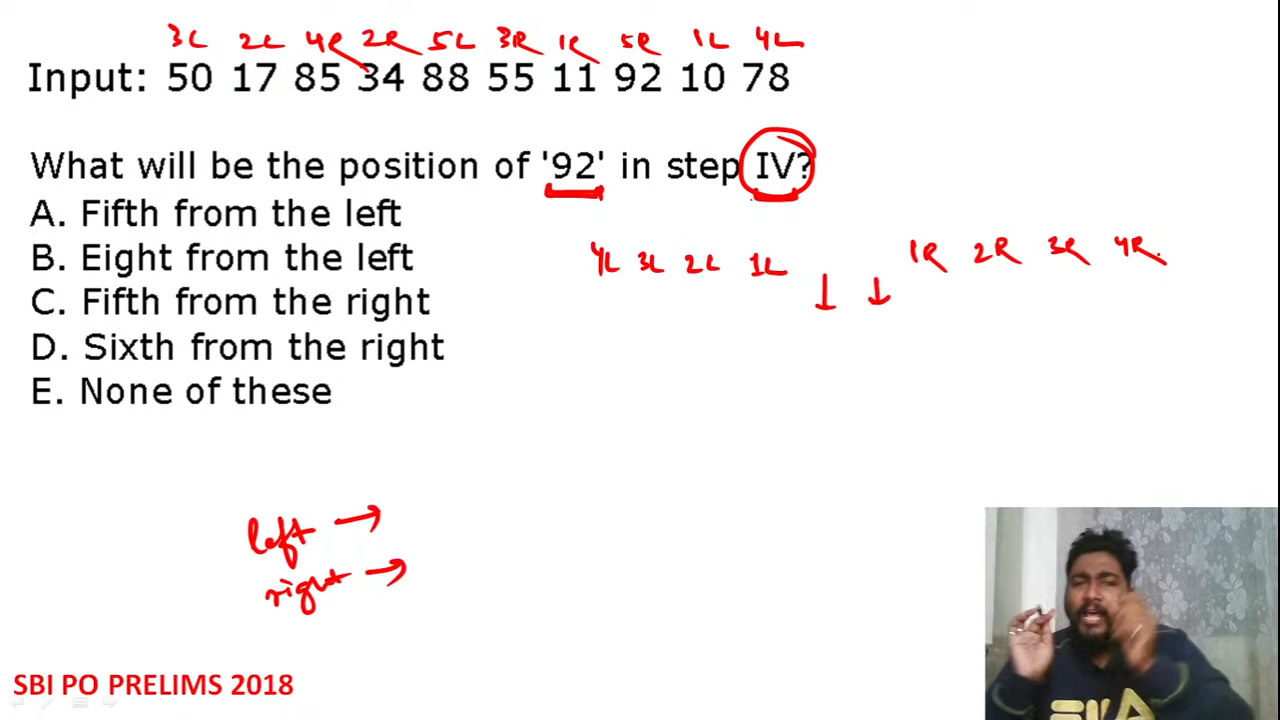 3L 2L 4R 2R 5L 3R 1R 5R 1L 4L
Input: 50 17 85 34 88 55 11 92 10 78
What will be the position of '92' in step IV?
A. Fifth from the left
B. Eight from the left
4L 3L 2L 1L ↓ ↓ 1R 2R 3R 4R
C. Fifth from the right
D. Sixth from the right
E. None of these
left →
right →
SBI PO PRELIMS 2018